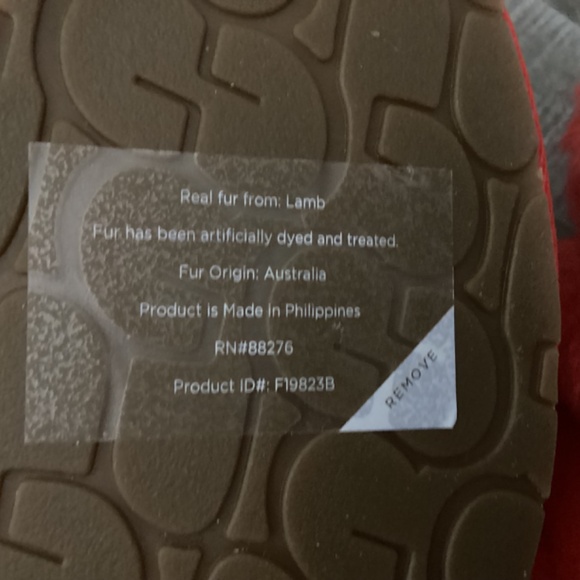 Real fur from: Lamb
Fur has been artificially dyed and treated.
Fur Origin: Australia
Product is Made in Philippines
RN#88276
Product ID#: F19823B
REMOVE